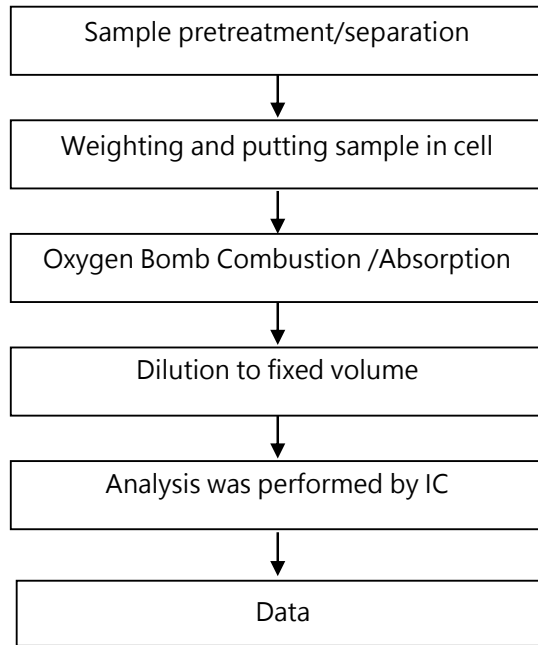 Sample pretreatment/separation
Weighting and putting sample in cell
Oxygen Bomb Combustion /Absorption
Dilution to fixed volume
Analysis was performed by IC
Data